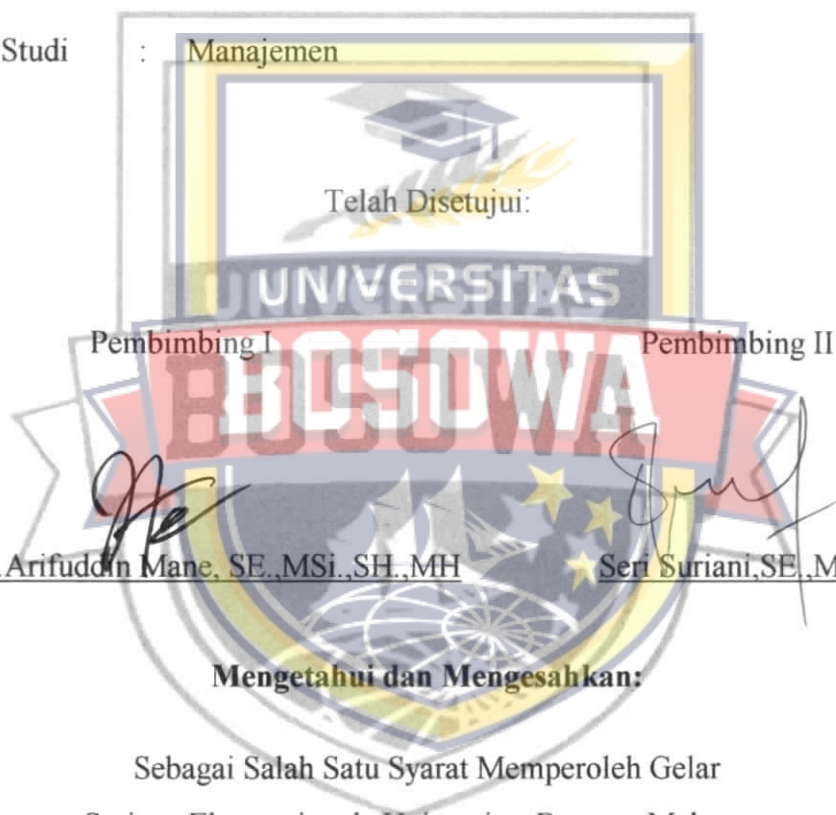 Studi : Manajemen
Telah Disetujui:
UNIVERSITAS
Pembimbing I Pembimbing II
BOSOWA
Arifuddin Mane, SE.,MSi.,SH.,MH Seri Suriani,SE.,M
Mengetahui dan Mengesahkan:
Sebagai Salah Satu Syarat Memperoleh Gelar